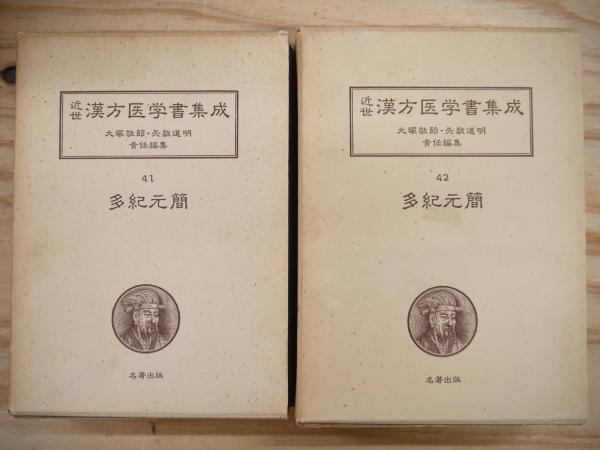 近世 漢方医学書集成
大塚敬節・矢数道明
責任編集
41
多紀元簡
名著出版
近世 漢方医学書集成
大塚敬節・矢数道明
責任編集
42
多紀元簡
名著出版